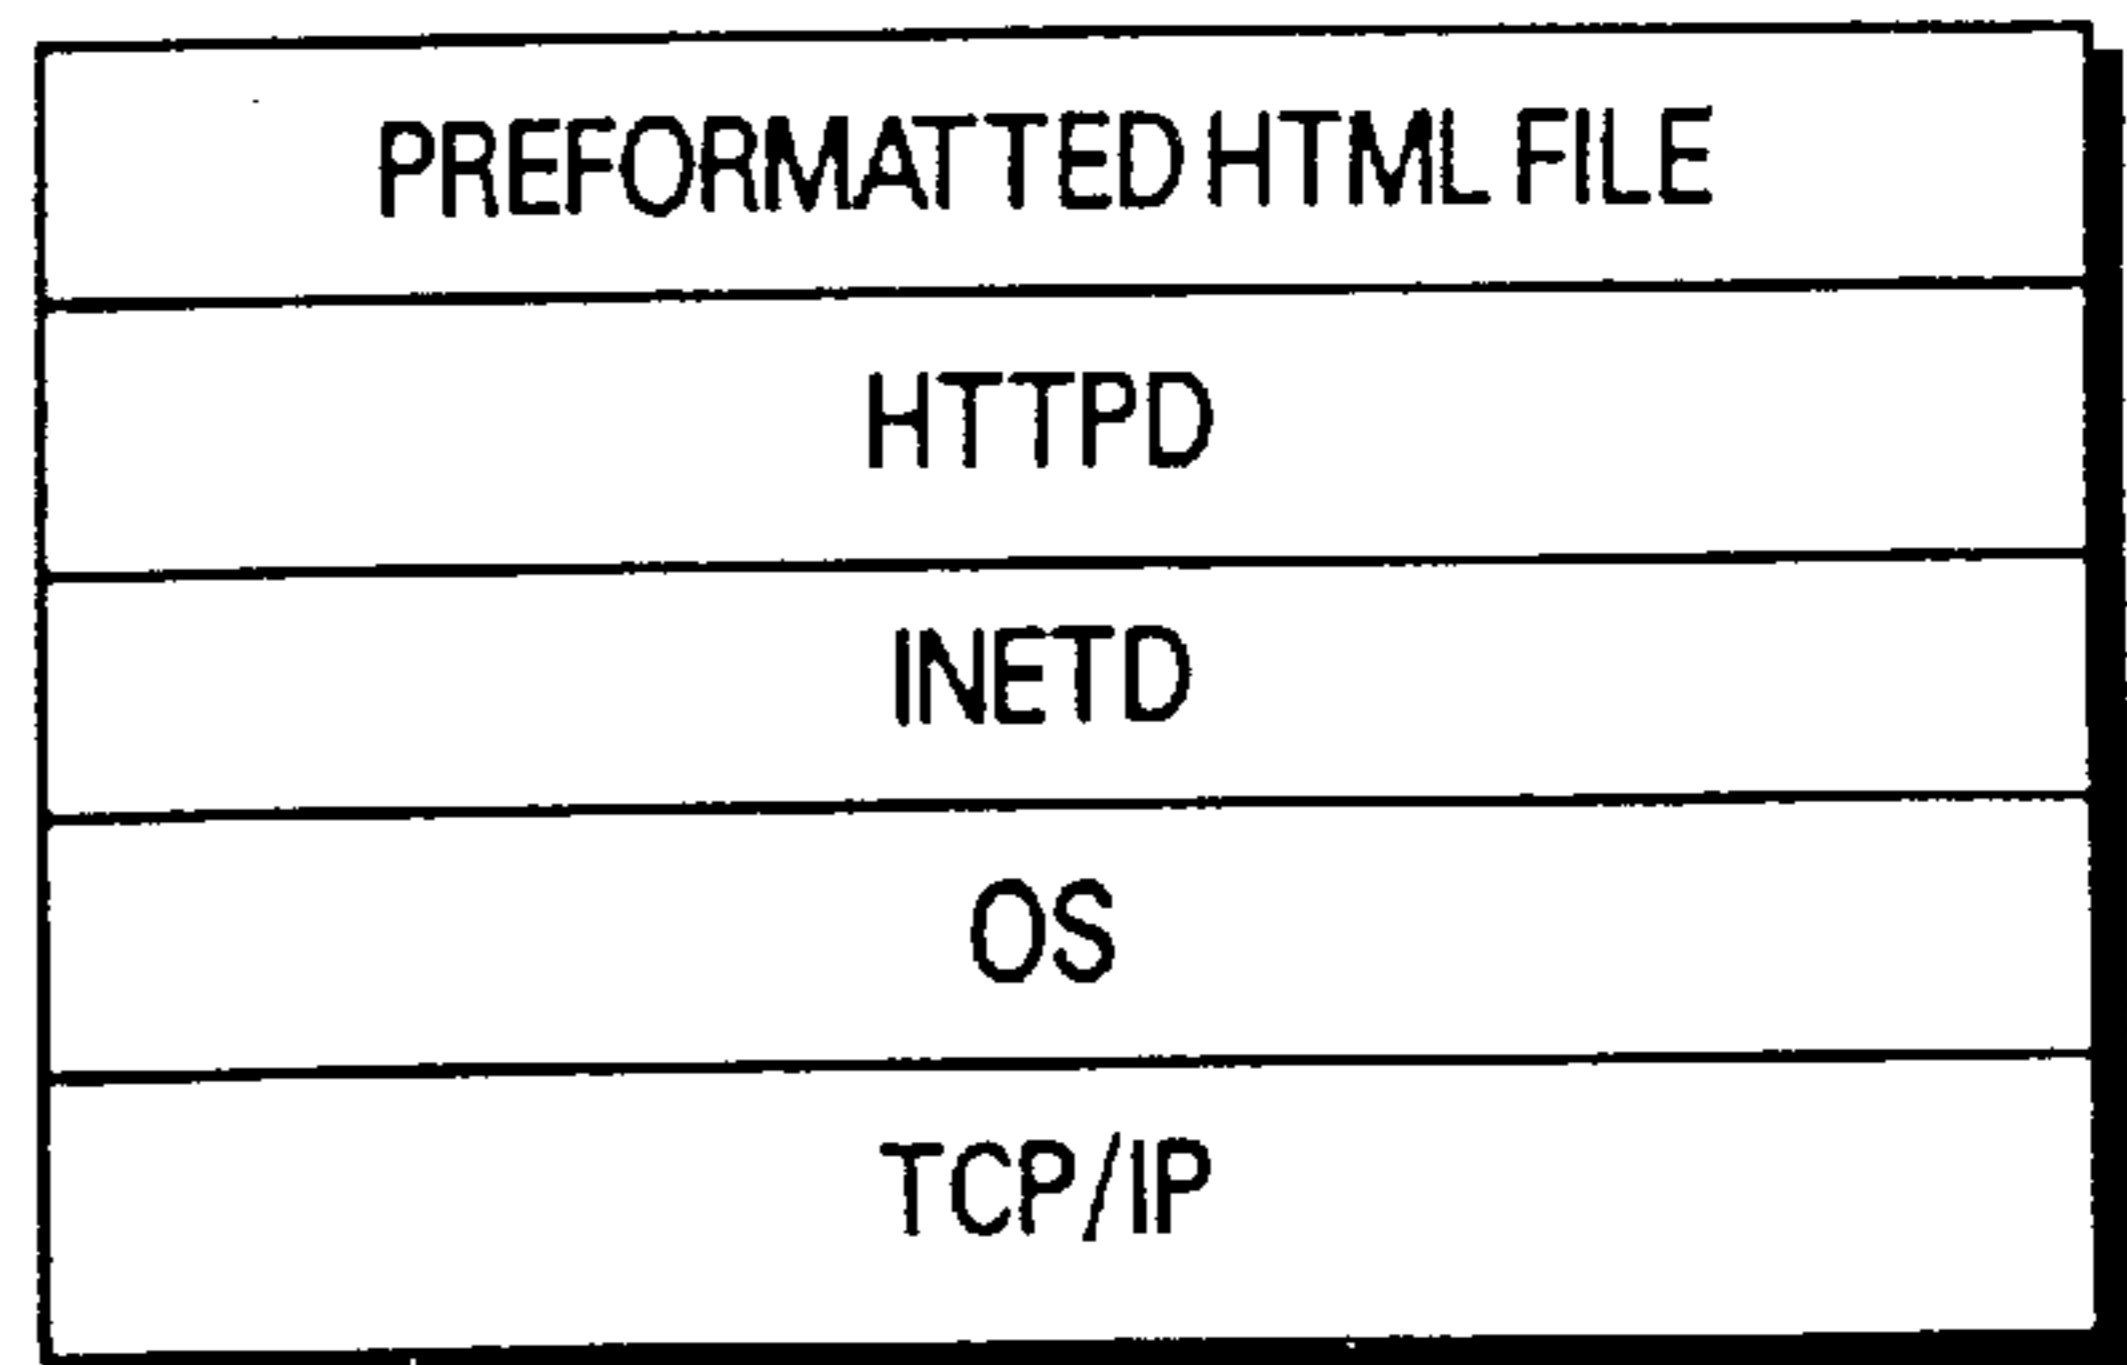 PREFORMATTED HTML FILE
HTTPD
INETD
OS
TCP/IP